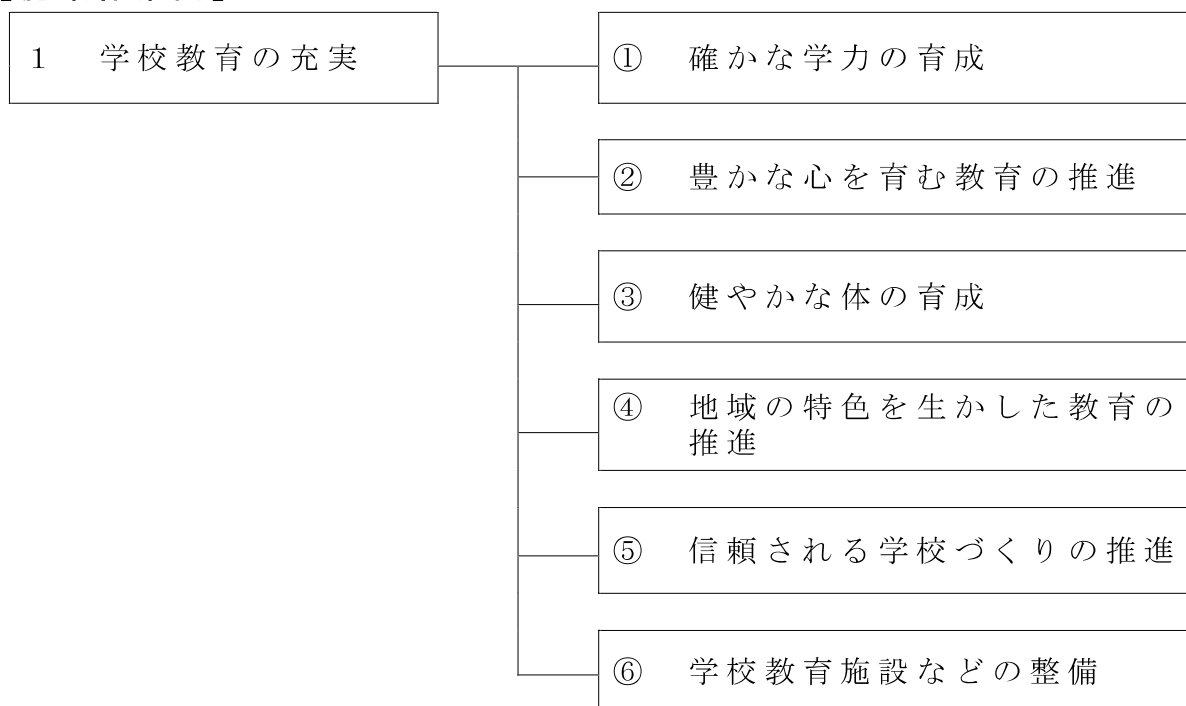 1 学校教育の充実
① 確かな学力の育成
② 豊かな心を育む教育の推進
③ 健やかな体の育成
④ 地域の特色を生かした教育の
推進
⑤ 信頼される学校づくりの推進
⑥ 学校教育施設などの整備